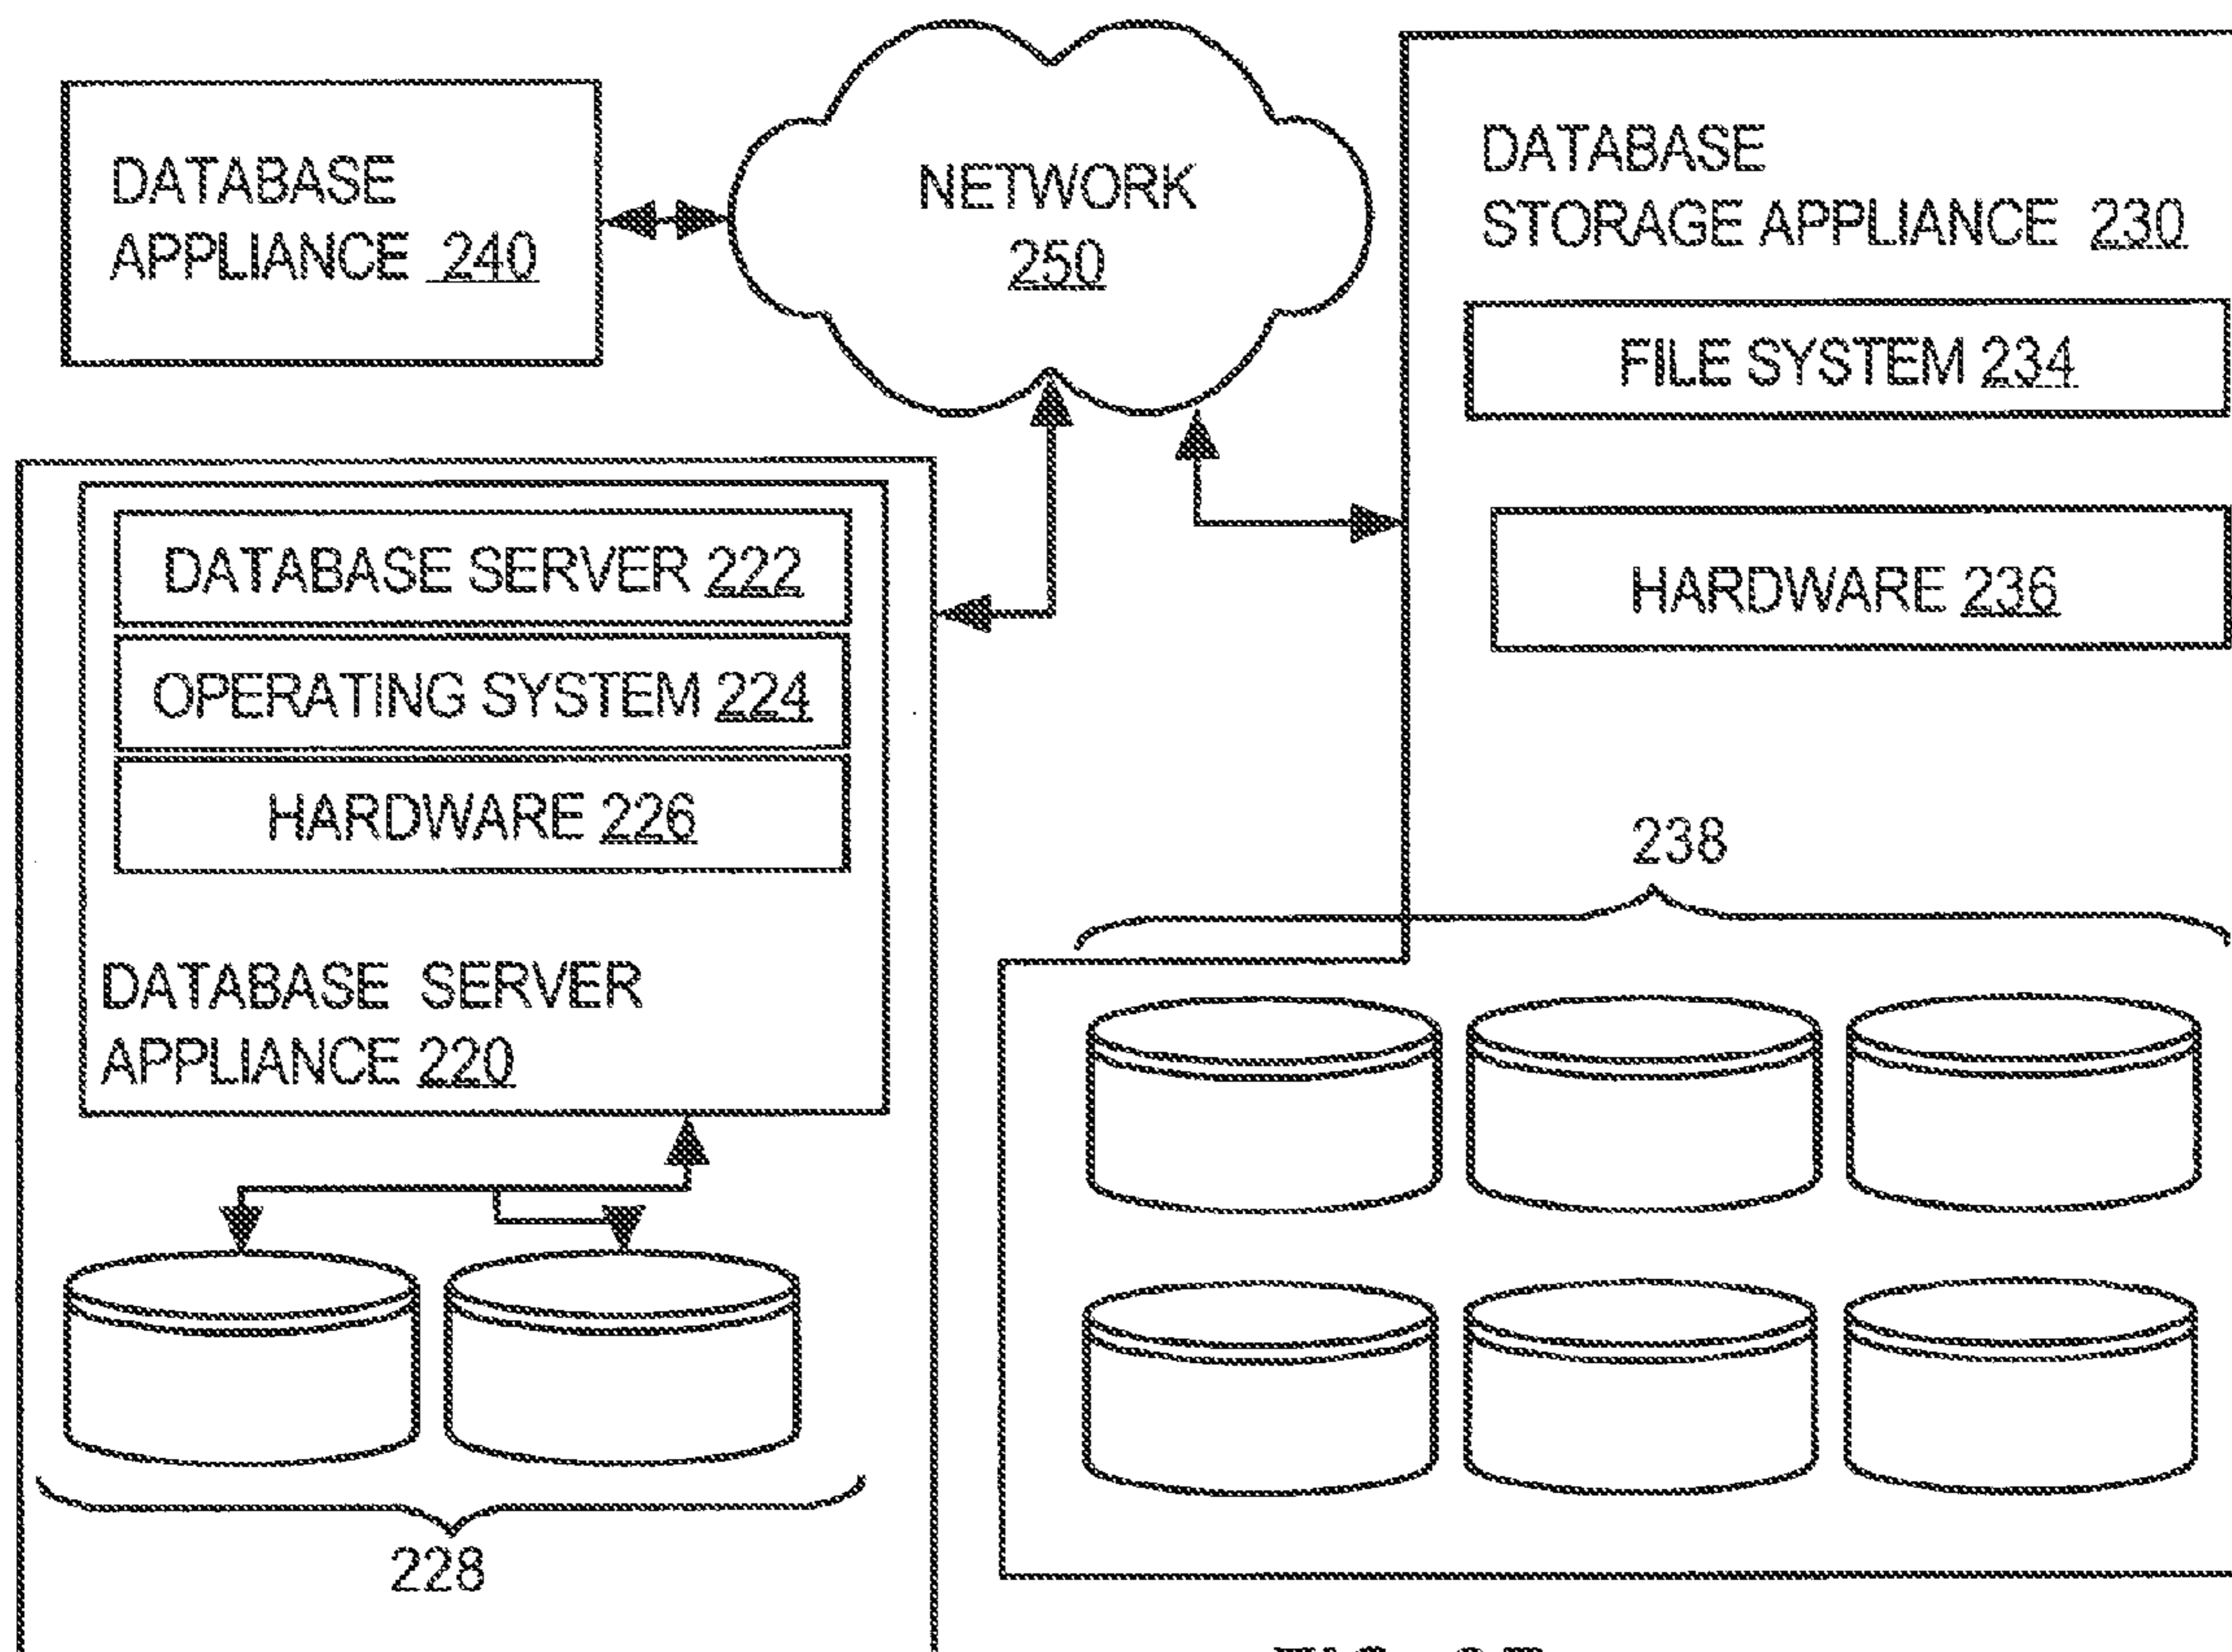 DATABASE
APPLIANCE 240
NETWORK
250
DATABASE
STORAGE APPLIANCE 230
FILE SYSTEM 234
HARDWARE 236
DATABASE SERVER 222
OPERATING SYSTEM 224
HARDWARE 226
DATABASE SERVER
APPLIANCE 220
228
238